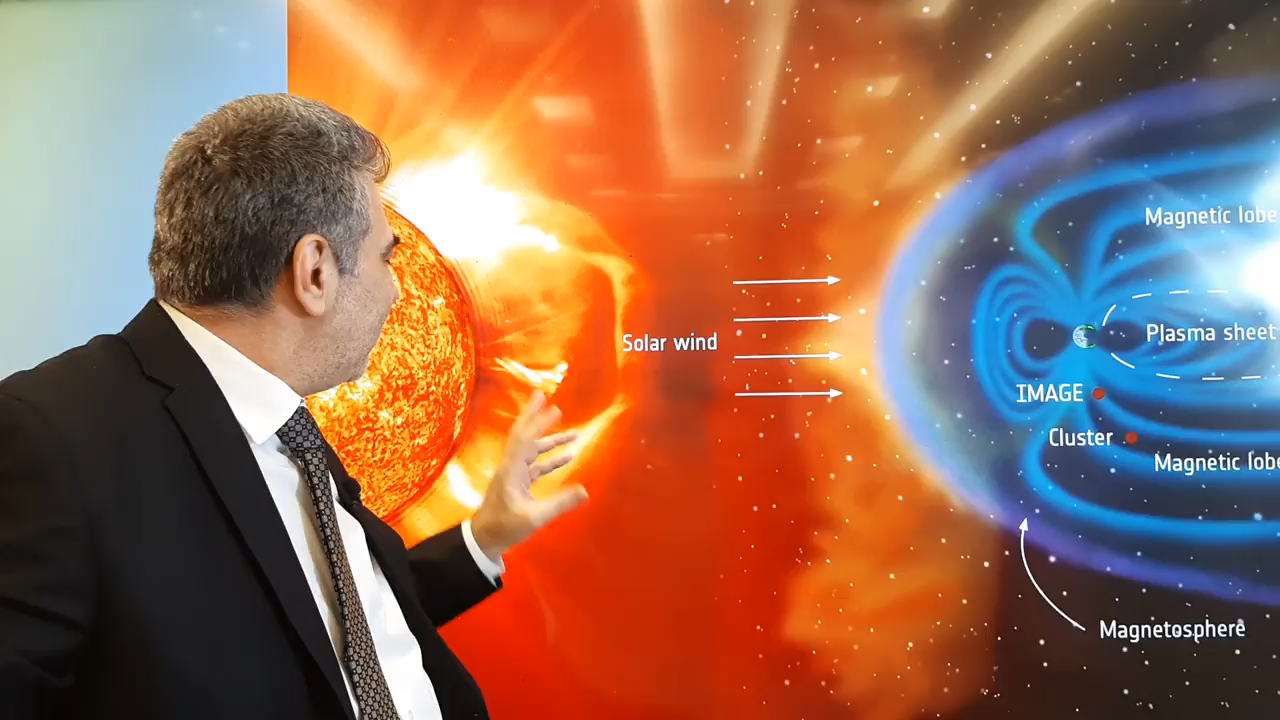 Magnetic lobe
Solar wind
Plasma sheet
IMAGE
Cluster
Magnetic lobe
Magnetosphere